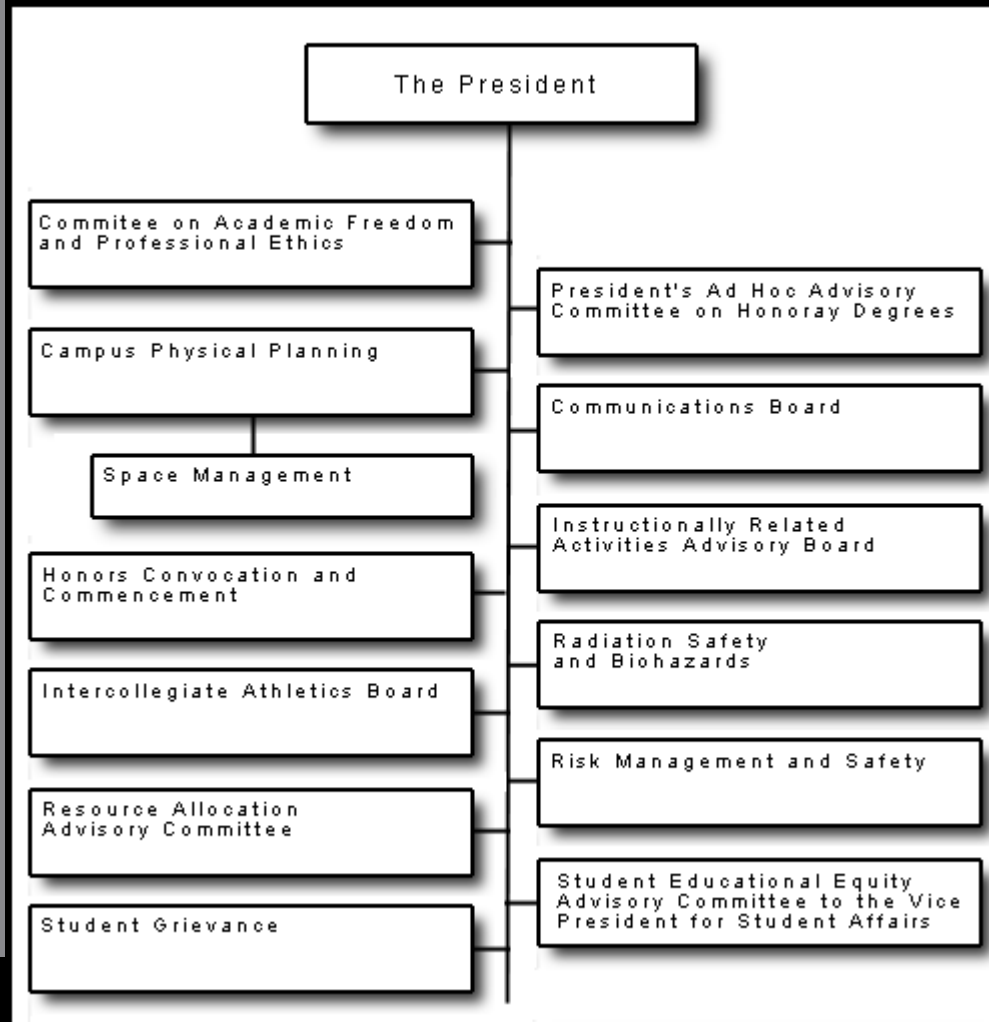 The President
Commitee on Academic Freedom
and Professional Ethics
President's Ad Hoc Advisory
Committee on Honoray Degrees
Campus Physical Planning
Communications Board
Space Management
Instructionally Related
Activities Advisory Board
Honors Convocation and
Commencement
Radiation Safety
and Biohazards
Intercollegiate Athletics Board
Risk Management and Safety
Resource Allocation
Advisory Committee
Student Educational Equity
Advisory Committee to the Vice
President for Student Affairs
Student Grievance